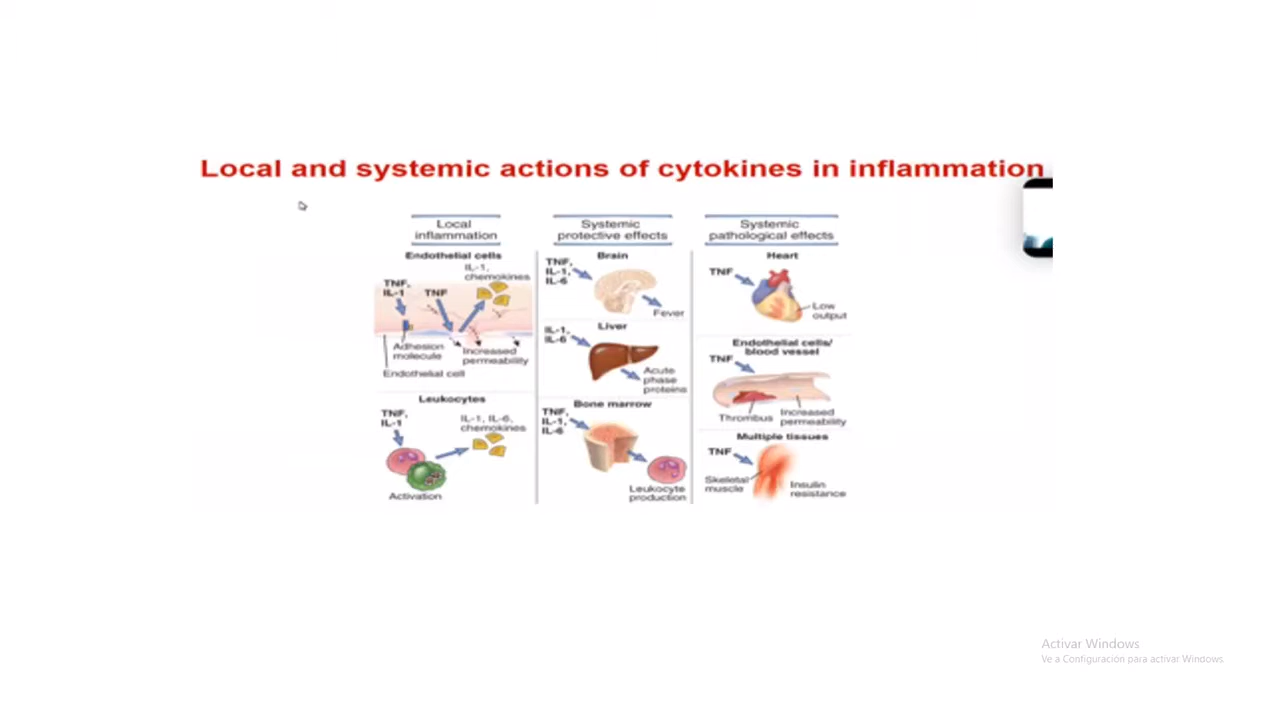 Local and systemic actions of cytokines in inflammation
Local
inflammation
Endothelial cells
IL-1,
chemokines
TNF,
IL-1
TNF
Adhesion
molecule
Increased
permeability
Endothelial cell
Leukocytes
TNF,
IL-1
IL-1, IL-6,
chemokines
Activation
Systemic
protective effects
Brain
TNF,
IL-1,
IL-6
Fever
Liver
IL-1,
IL-6
Acute
phase
proteins
Bone marrow
TNF,
IL-1,
IL-6
Leukocyte
production
Systemic
pathological effects
Heart
TNF
Low
output
Endothelial cells/
blood vessel
TNF
Thrombus
Increased
permeability
Multiple tissues
TNF
Skeletal
muscle
Insulin
resistance
Activar Windows
Ve a Configuración para activar Windows